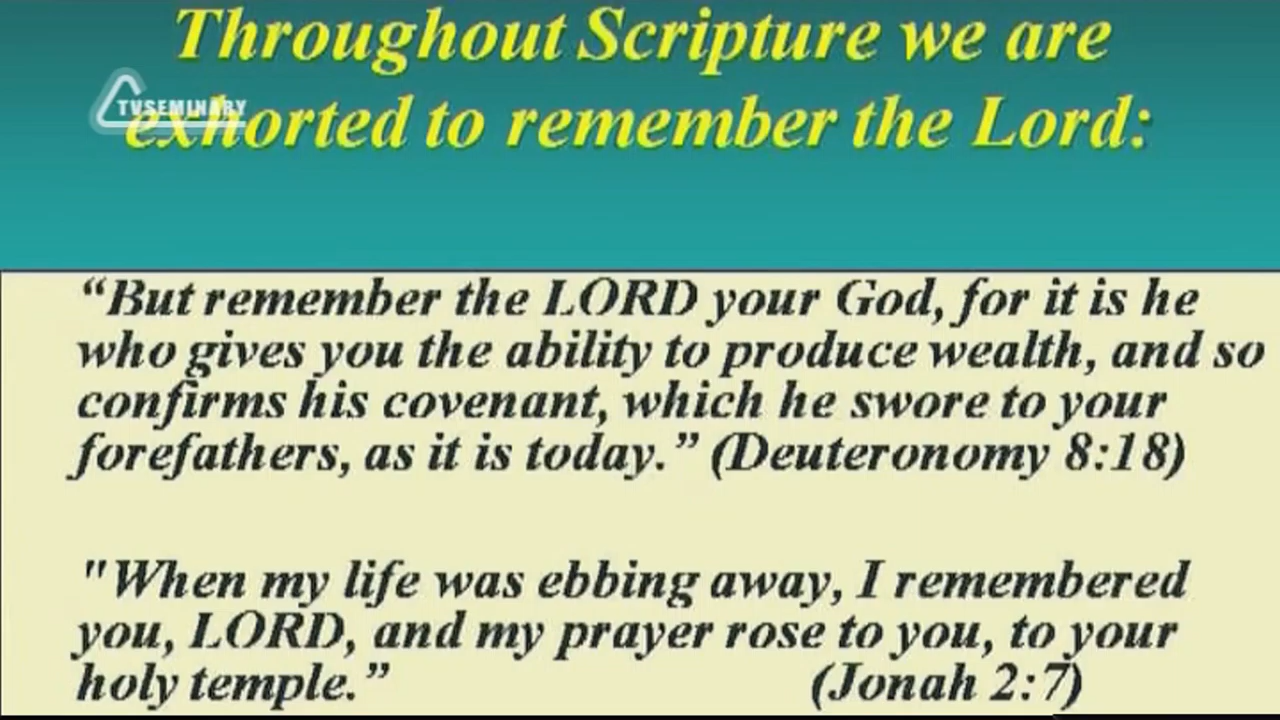 Throughout Scripture we are
TVSEMINARY
exhorted to remember the Lord:
“But remember the LORD your God, for it is he
who gives you the ability to produce wealth, and so
confirms his covenant, which he swore to your
forefathers, as it is today.” (Deuteronomy 8:18)
"When my life was ebbing away, I remembered
you, LORD, and my prayer rose to you, to your
holy temple.” (Jonah 2:7)